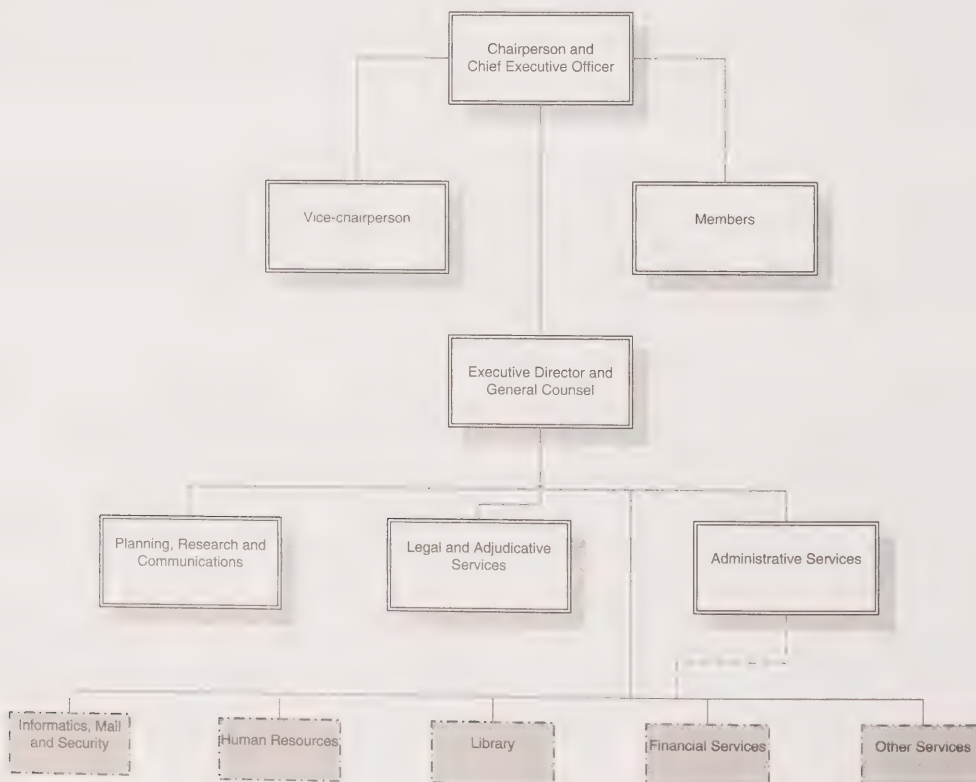 Chairperson and
Chief Executive Officer
Vice-chairperson
Members
Executive Director and
General Counsel
Planning, Research and
Communications
Legal and Adjudicative
Services
Administrative Services
Informatics, Mail
and Security
Human Resources
Library
Financial Services
Other Services